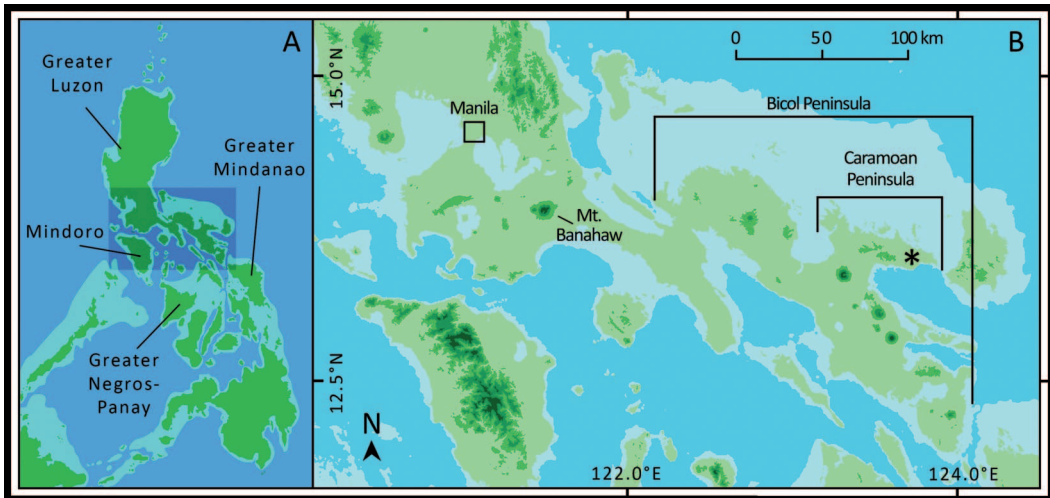 A
Greater
Luzon
Greater
Mindanao
Mindoro
Greater
Negros-
Panay
B
0 50 100 km
15.0°N
Manila
Bicol Peninsula
Caramoan
Peninsula
Mt.
Banahaw
*
12.5°N
N
122.0°E
124.0°E